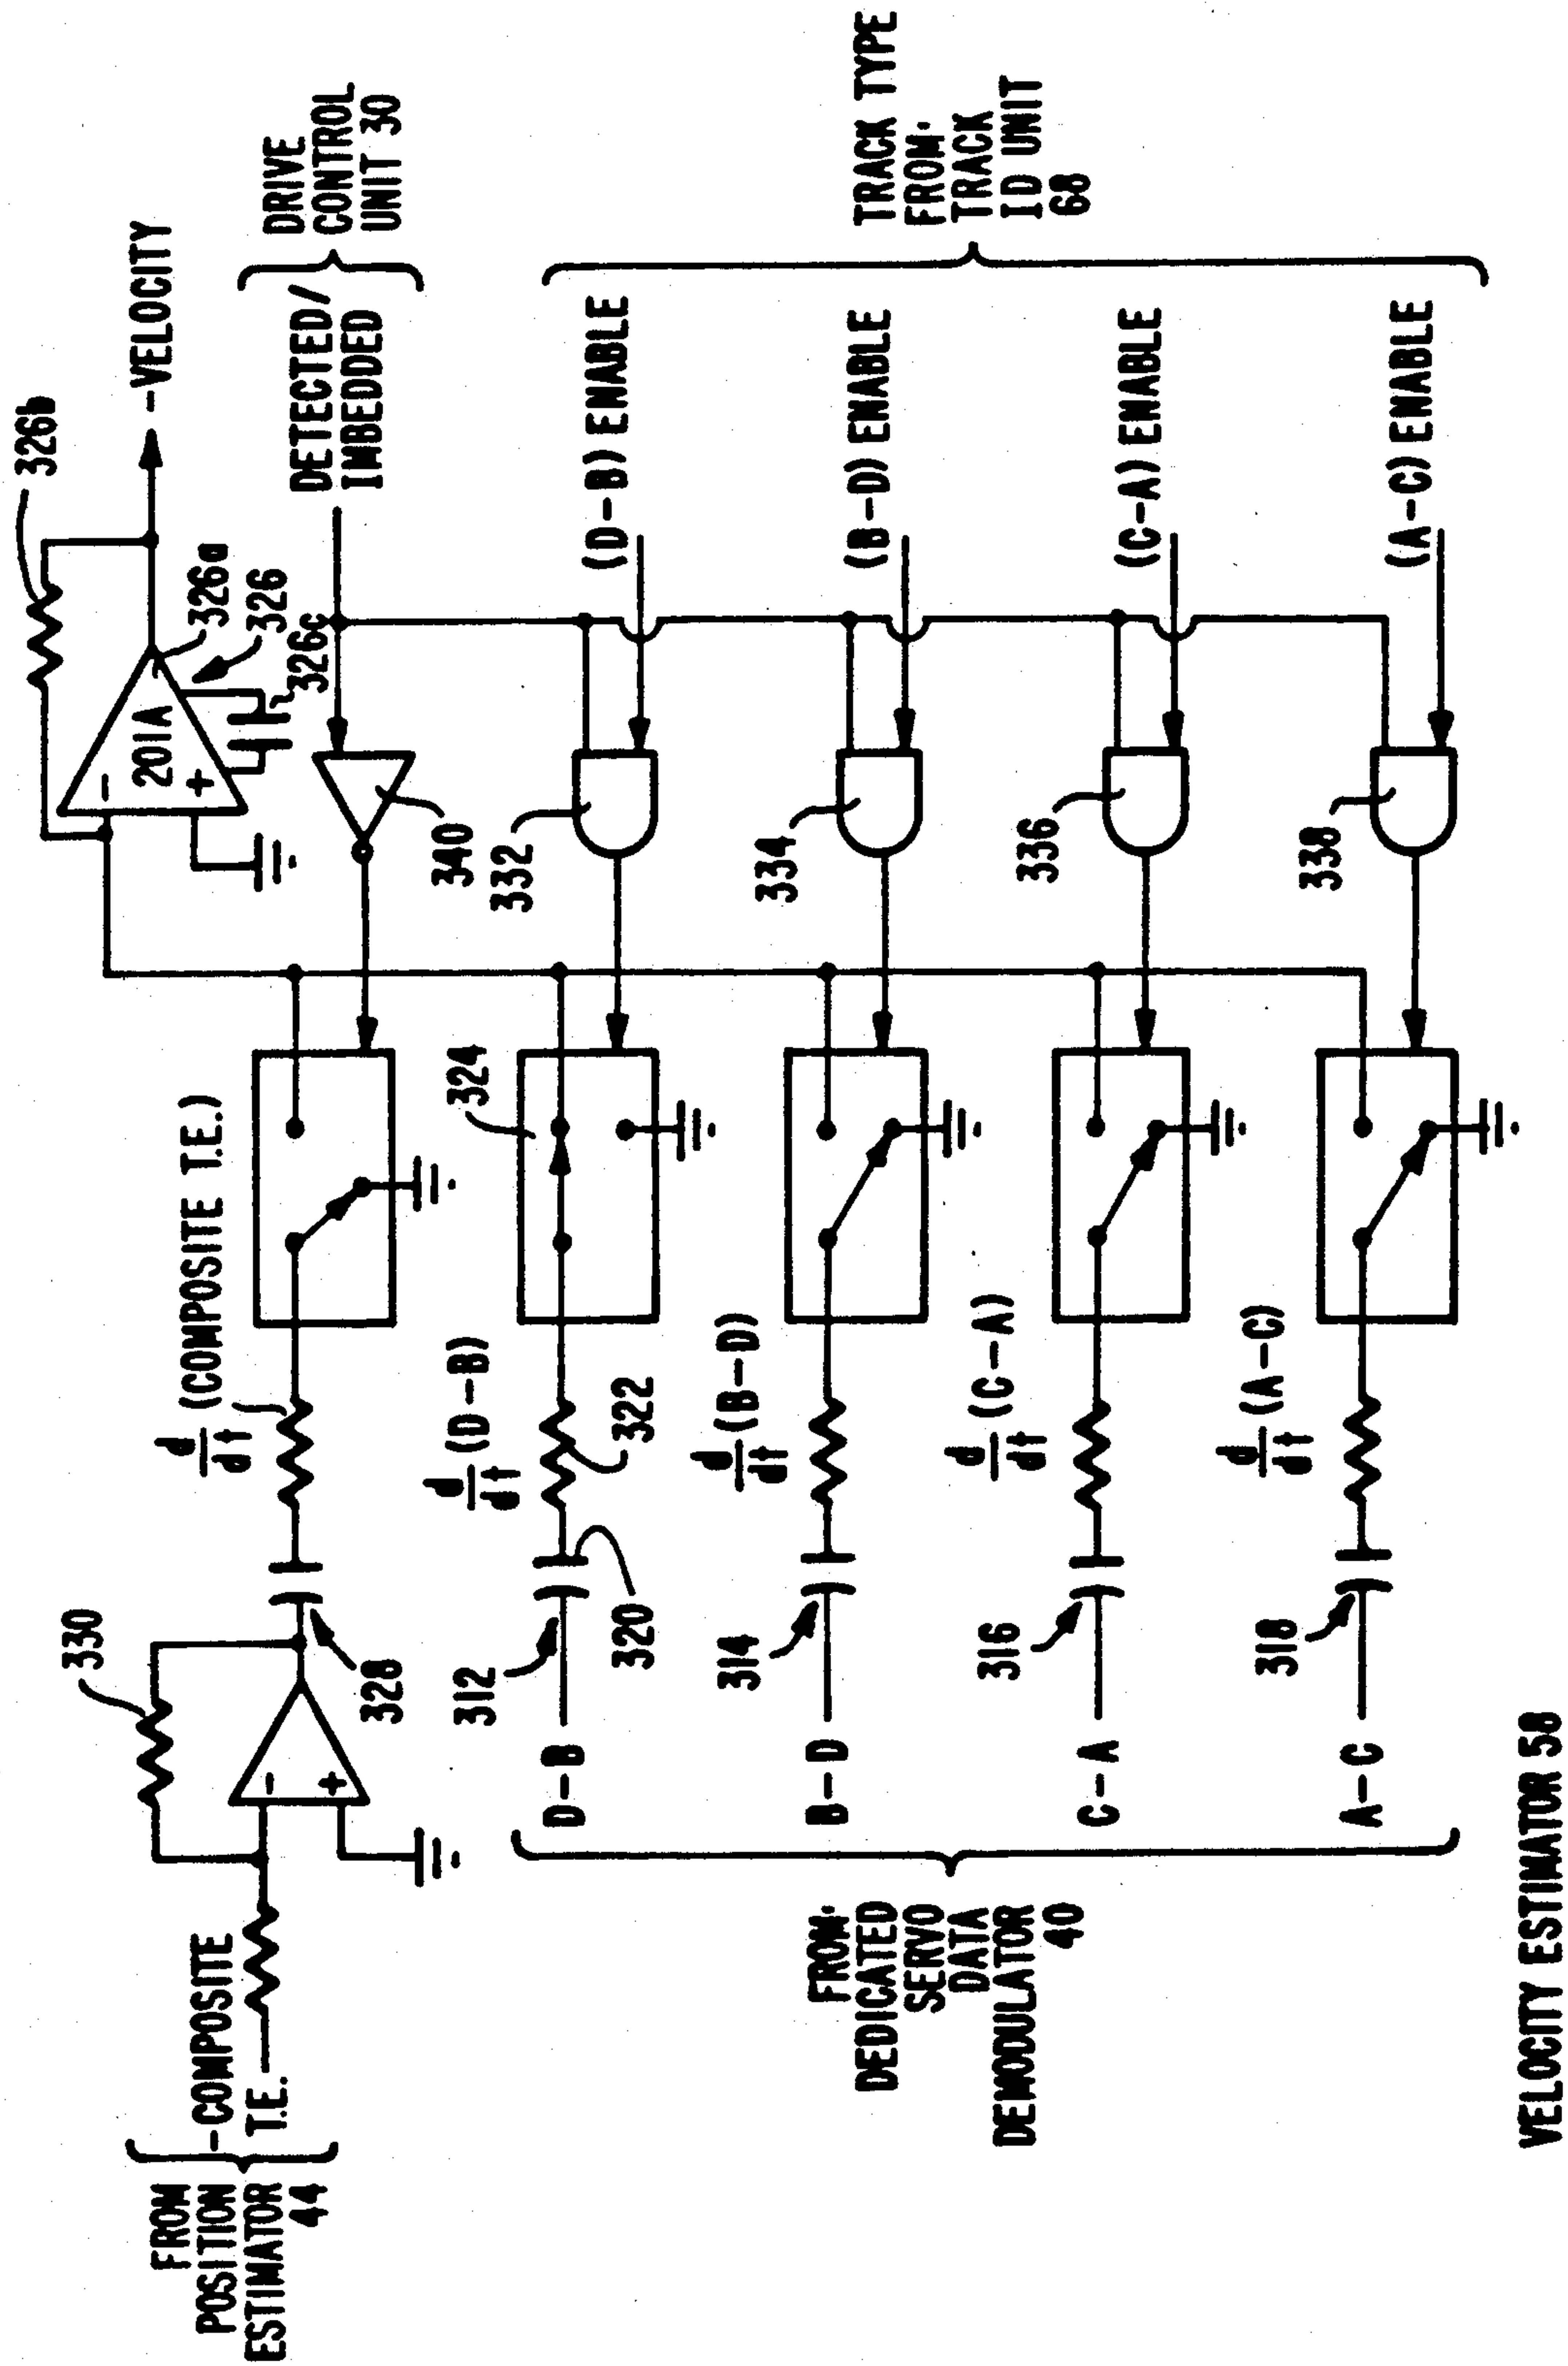 FROM
POSITION
ESTIMATOR
44
-COMPOSITE
T.E.
330
328
d/dt (COMPOSITE T.E.)
326b
201A
-
+
-
+
326a
326
326c
-VELOCITY
DETECTED/
IMBEDDED
DRIVE
CONTROL
UNIT 30
340
FROM·
DEDICATED
SERVO
DATA
DEMODULATOR
40
D-B
312
320
322
d/dt (D-B)
324
332
(D-B) ENABLE
B-D
314
d/dt (B-D)
334
(B-D) ENABLE
C-A
316
d/dt (C-A)
336
(C-A) ENABLE
A-C
318
d/dt (A-C)
338
(A-C) ENABLE
TRACK TYPE
FROM·
TRACK
ID UNIT
68
VELOCITY ESTIMATOR 58